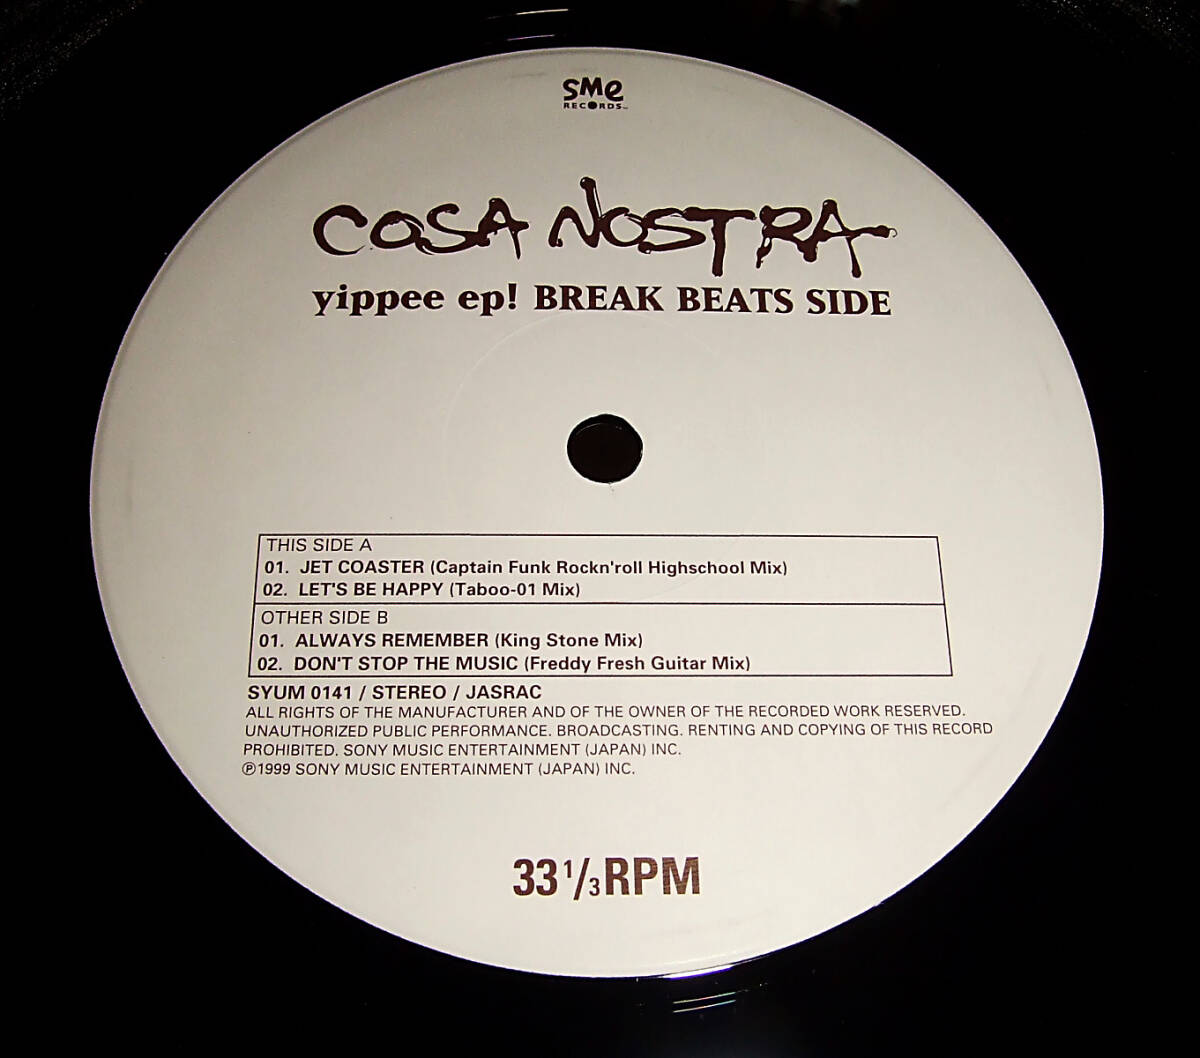 SMe
RECORDS™
COSA NOSTRA
yippee ep! BREAK BEATS SIDE
THIS SIDE A
01. JET COASTER (Captain Funk Rockn'roll Highschool Mix)
02. LET'S BE HAPPY (Taboo-01 Mix)
OTHER SIDE B
01. ALWAYS REMEMBER (King Stone Mix)
02. DON'T STOP THE MUSIC (Freddy Fresh Guitar Mix)
SYUM 0141 / STEREO / JASRAC
ALL RIGHTS OF THE MANUFACTURER AND OF THE OWNER OF THE RECORDED WORK RESERVED.
UNAUTHORIZED PUBLIC PERFORMANCE. BROADCASTING. RENTING AND COPYING OF THIS RECORD
PROHIBITED. SONY MUSIC ENTERTAINMENT (JAPAN) INC.
℗1999 SONY MUSIC ENTERTAINMENT (JAPAN) INC.
33 1/3 RPM